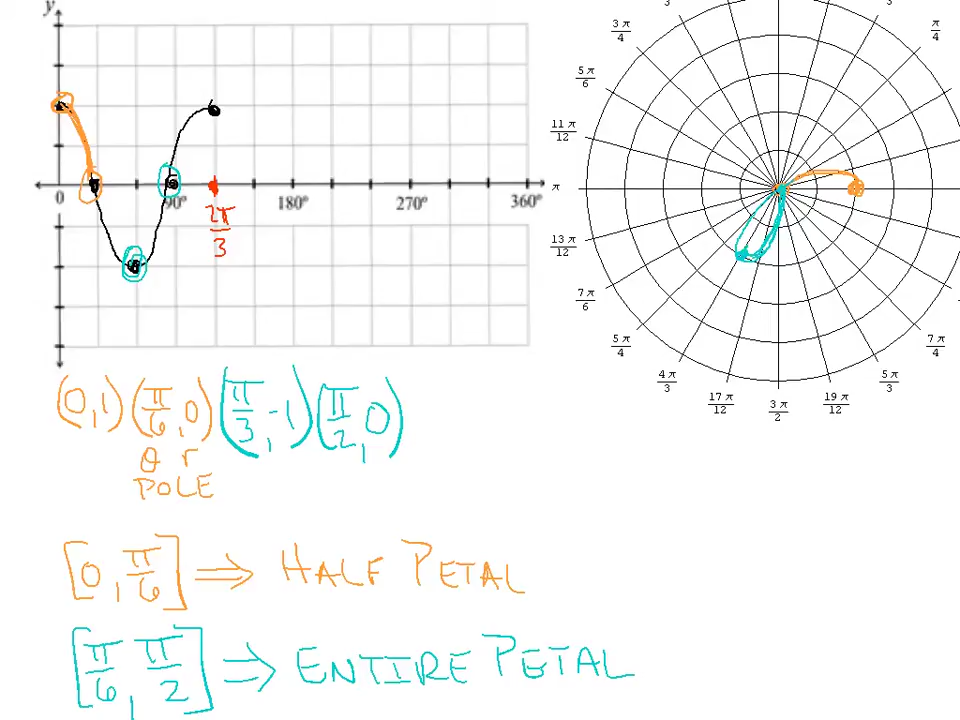 y
0 90° 180° 270° 360°
2π/3
3 3
3π/4 π/4
5π/6
11π/12
π
13π/12
7π/6
5π/4 7π/4
4π/3 5π/3
17π/12 3π/2 19π/12
(0,1) (π/6, 0) (π/3, -1) (π/2, 0)
θ r
POLE
[0, π/6] ⇒ HALF PETAL
[π/6, π/2] ⇒ ENTIRE PETAL